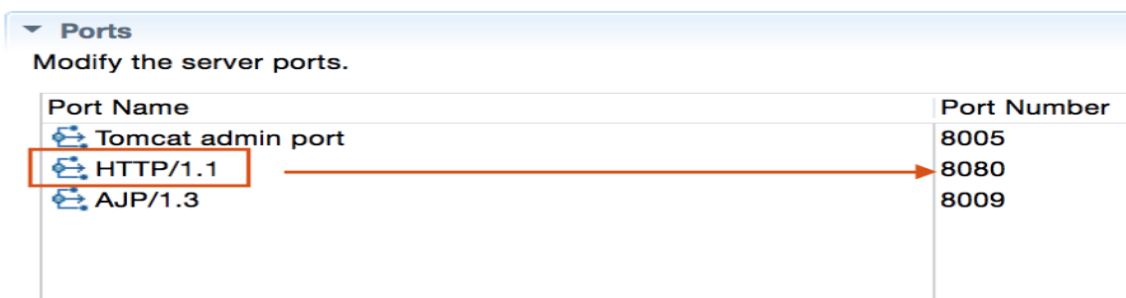 Ports
Modify the server ports.
Port Name Port Number
Tomcat admin port 8005
HTTP/1.1 8080
AJP/1.3 8009